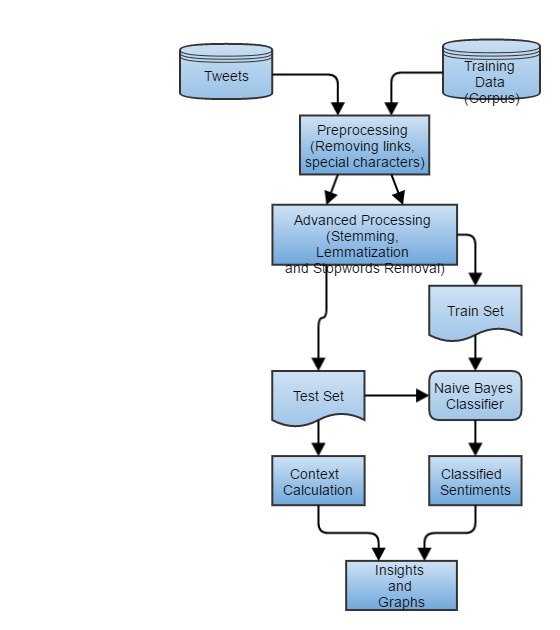 Tweets
Training
Data
(Corpus)
Preprocessing
(Removing links,
special characters)
Advanced Processing
(Stemming,
Lemmatization
and Stopwords Removal)
Train Set
Test Set
Naive Bayes
Classifier
Context
Calculation
Classified
Sentiments
Insights
and
Graphs